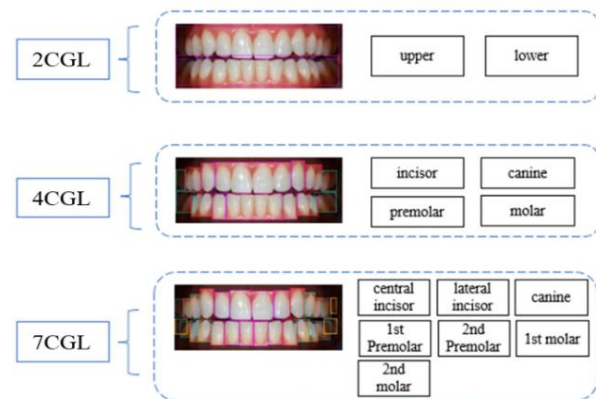 2CGL
upper
lower
4CGL
incisor
canine
premolar
molar
7CGL
central
incisor
lateral
incisor
canine
1st
Premolar
2nd
Premolar
1st molar
2nd
molar